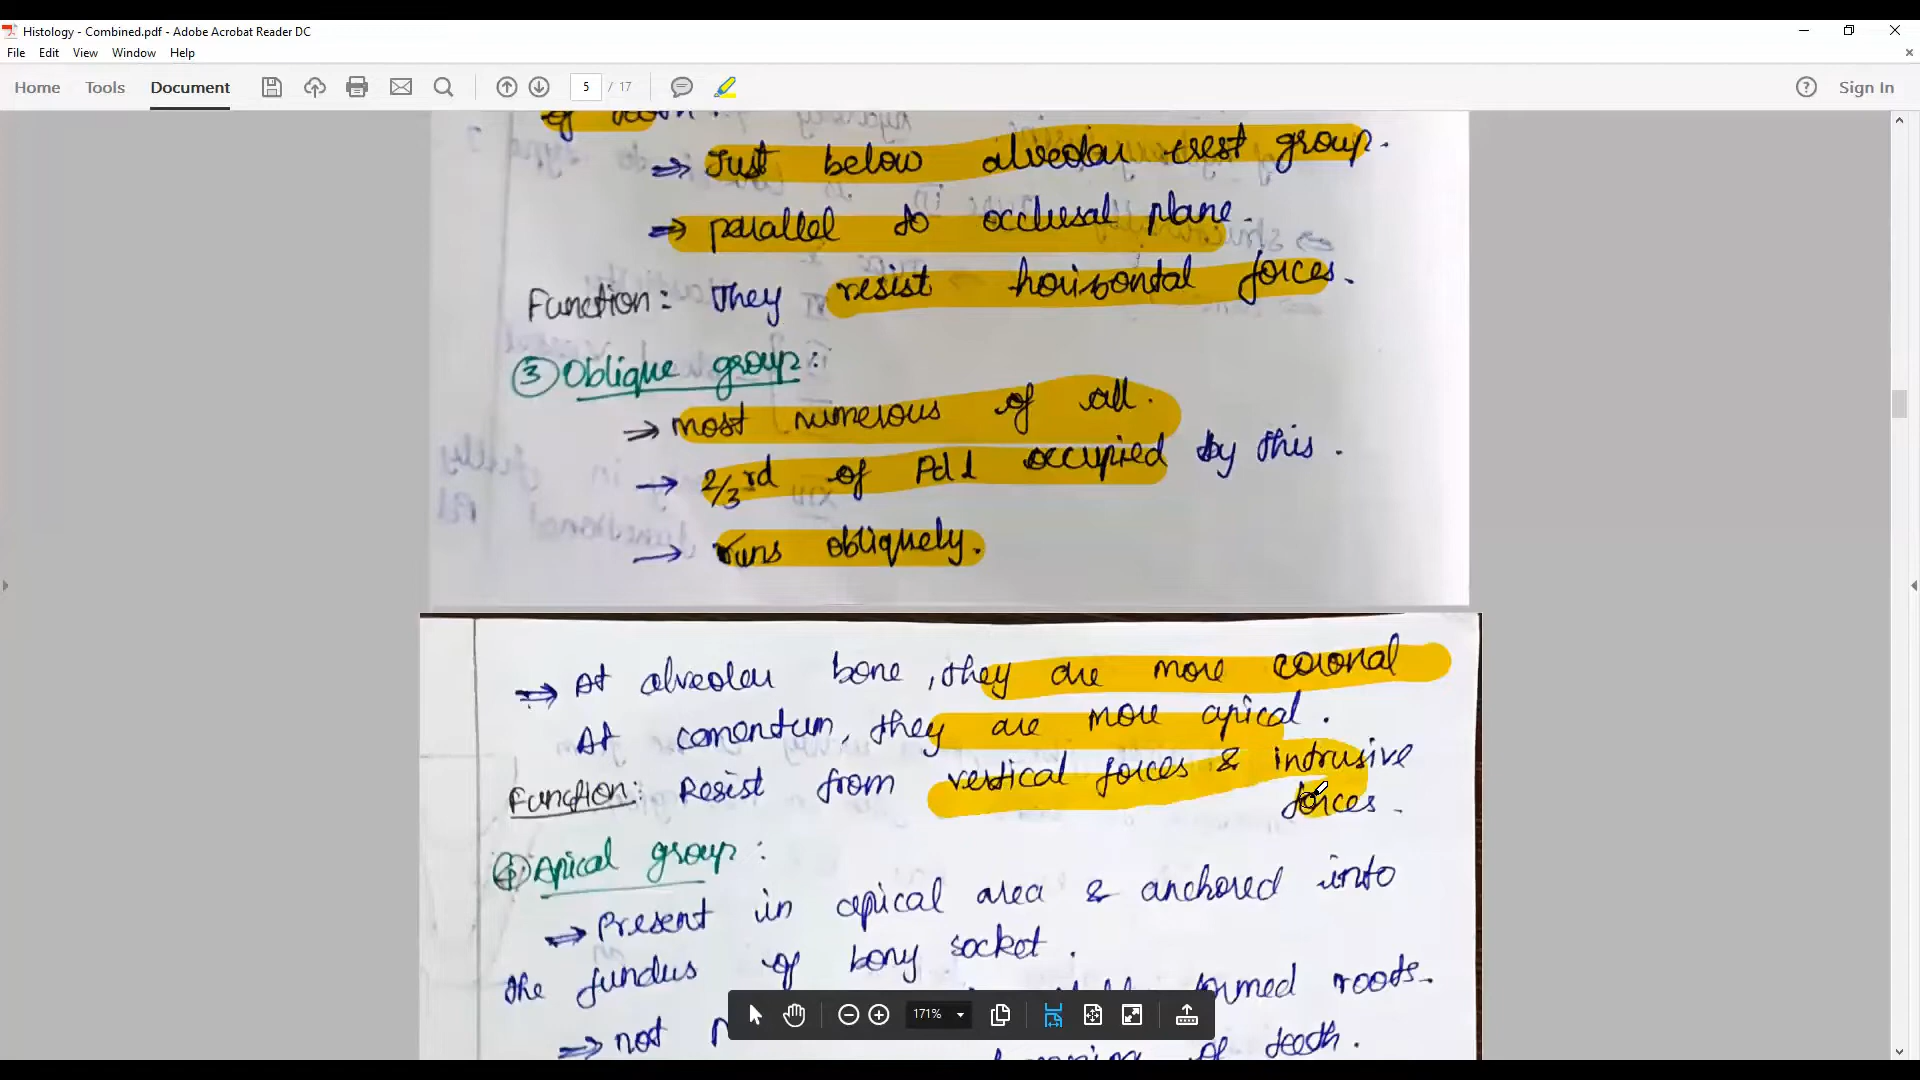 Histology - Combined.pdf - Adobe Acrobat Reader DC
File Edit View Window Help
Home Tools Document 5 / 17 Sign In
of
⇒ Just below alveolar crest group.
⇒ parallel to occlusal plane.
Function: They resist horizontal forces.
③ Oblique group:
→ most numerous of all.
→ 2/3rd of Pdl occupied by this.
→ runs obliquely.
⇒ At alveolar bone, they are more coronal
At cementum, they are more apical.
Function: Resist from vertical forces & intrusive
forces.
④ Apical group:
⇒ Present in apical area & anchored into
the fundus of bony socket.
⇒ not formed roots.
of teeth.
171%